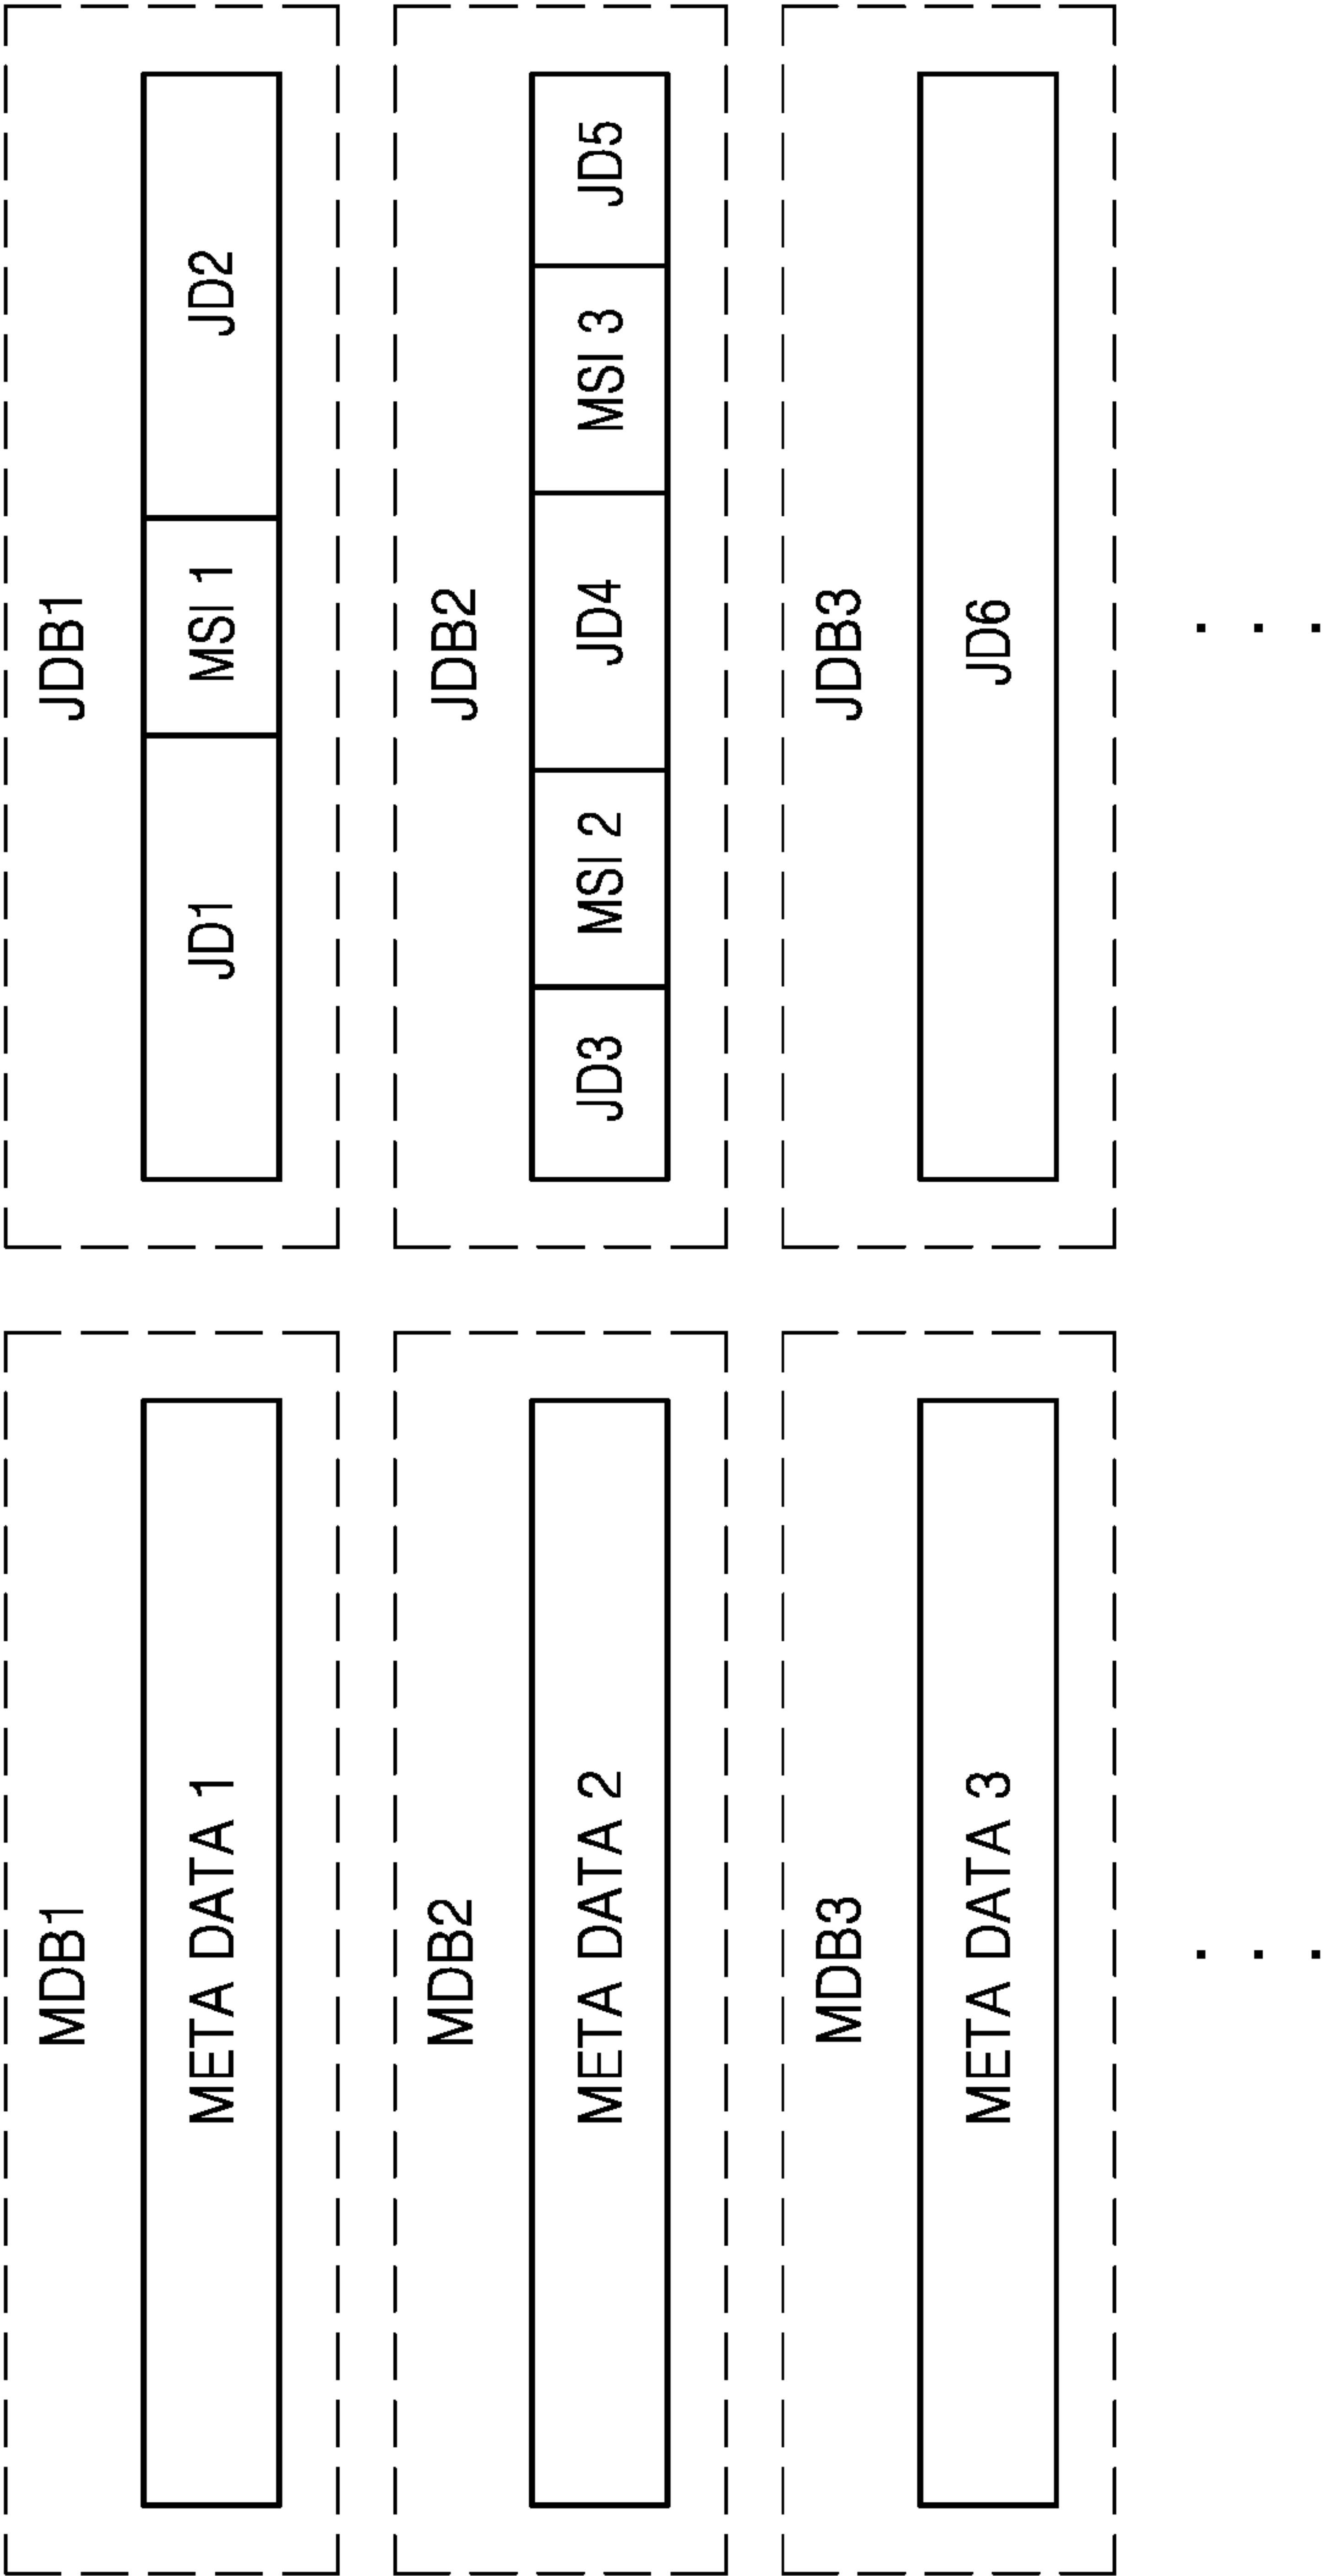 MDB1
META DATA 1
JDB1
JD1
MSI 1
JD2
MDB2
META DATA 2
JDB2
JD3
MSI 2
JD4
MSI 3
JD5
MDB3
META DATA 3
JDB3
JD6